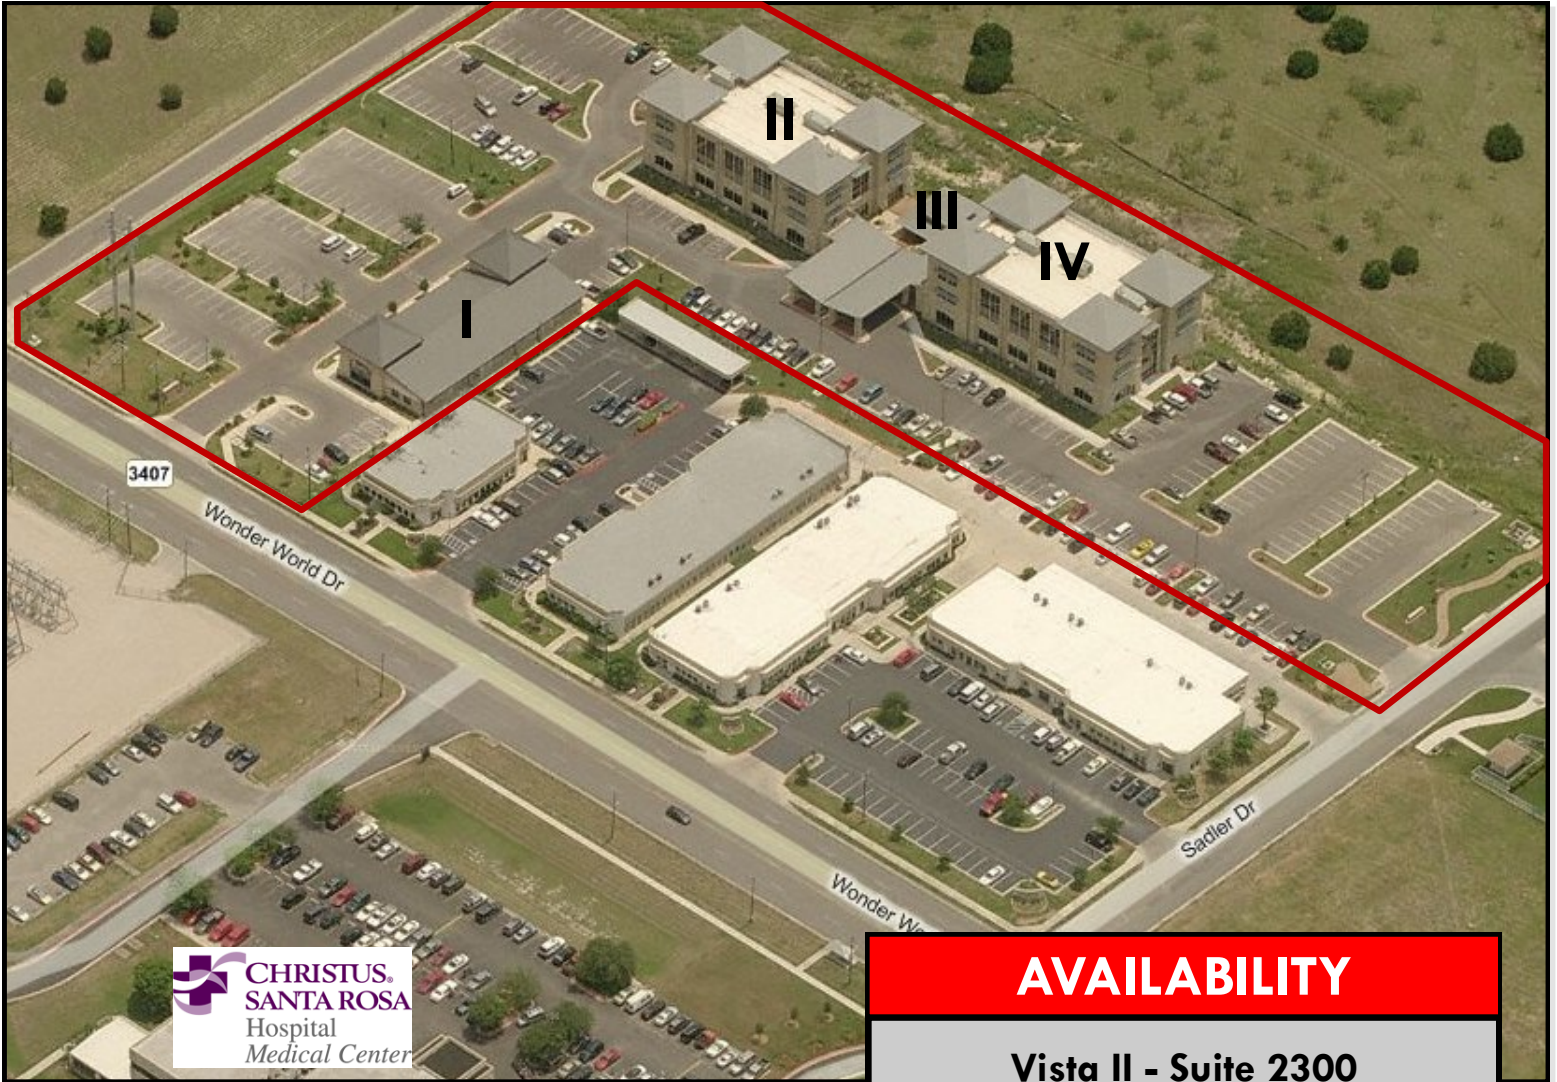 II
III
IV
I
3407
Wonder World Dr
Sadler Dr
Wonder Wo
CHRISTUS®
SANTA ROSA
Hospital
Medical Center
AVAILABILITY
Vista II - Suite 2300